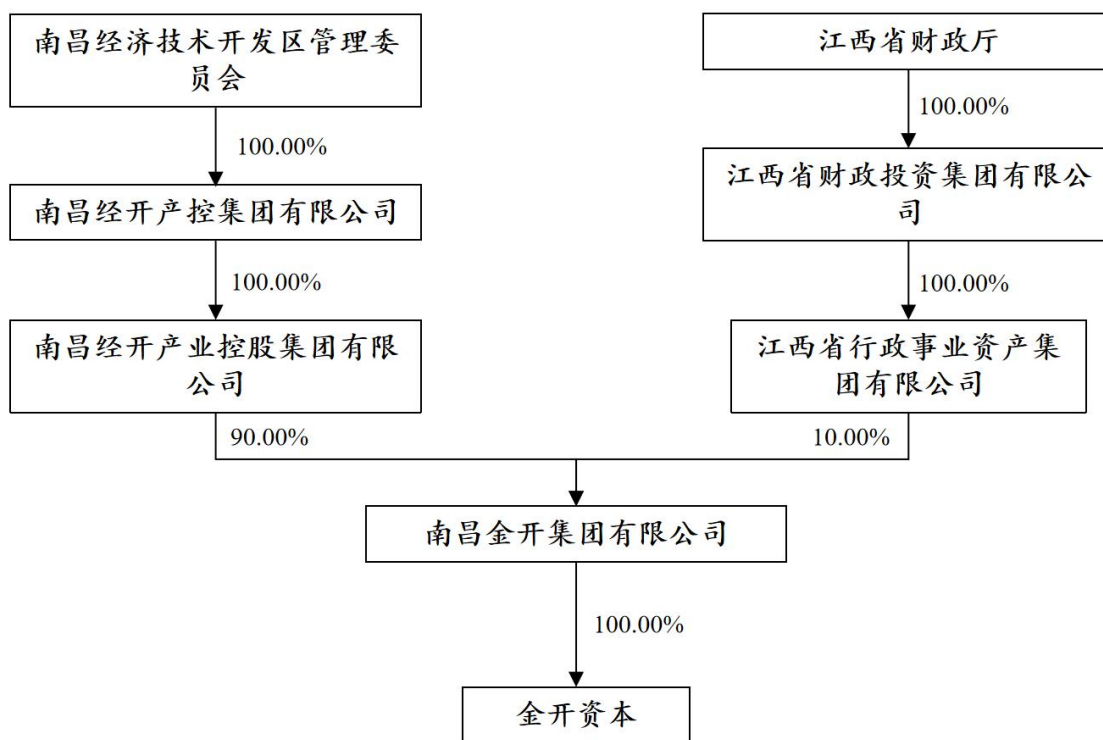 南昌经济技术开发区管理委
员会
江西省财政厅
100.00%
100.00%
南昌经开产控集团有限公司
江西省财政投资集团有限公
司
100.00%
100.00%
南昌经开产业控股集团有限
公司
江西省行政事业资产集
团有限公司
90.00%
10.00%
南昌金开集团有限公司
100.00%
金开资本